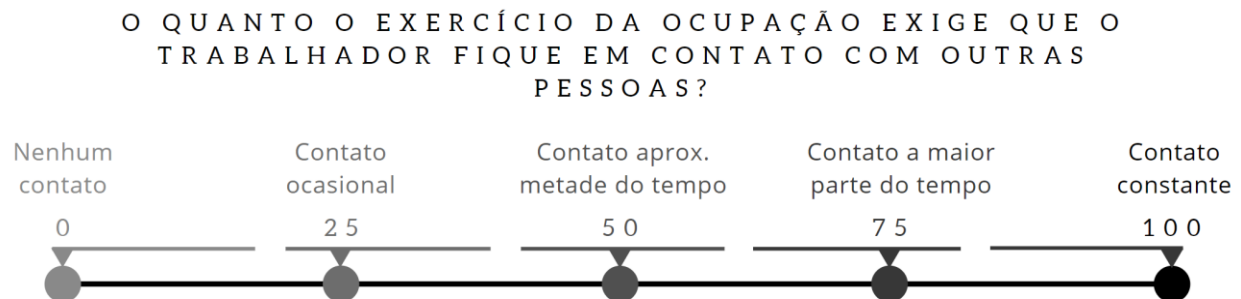 O QUANTO O EXERCÍCIO DA OCUPAÇÃO EXIGE QUE O
TRABALHADOR FIQUE EM CONTATO COM OUTRAS
PESSOAS?
Nenhum
contato
0
Contato
ocasional
25
Contato aprox.
metade do tempo
50
Contato a maior
parte do tempo
75
Contato
constante
100